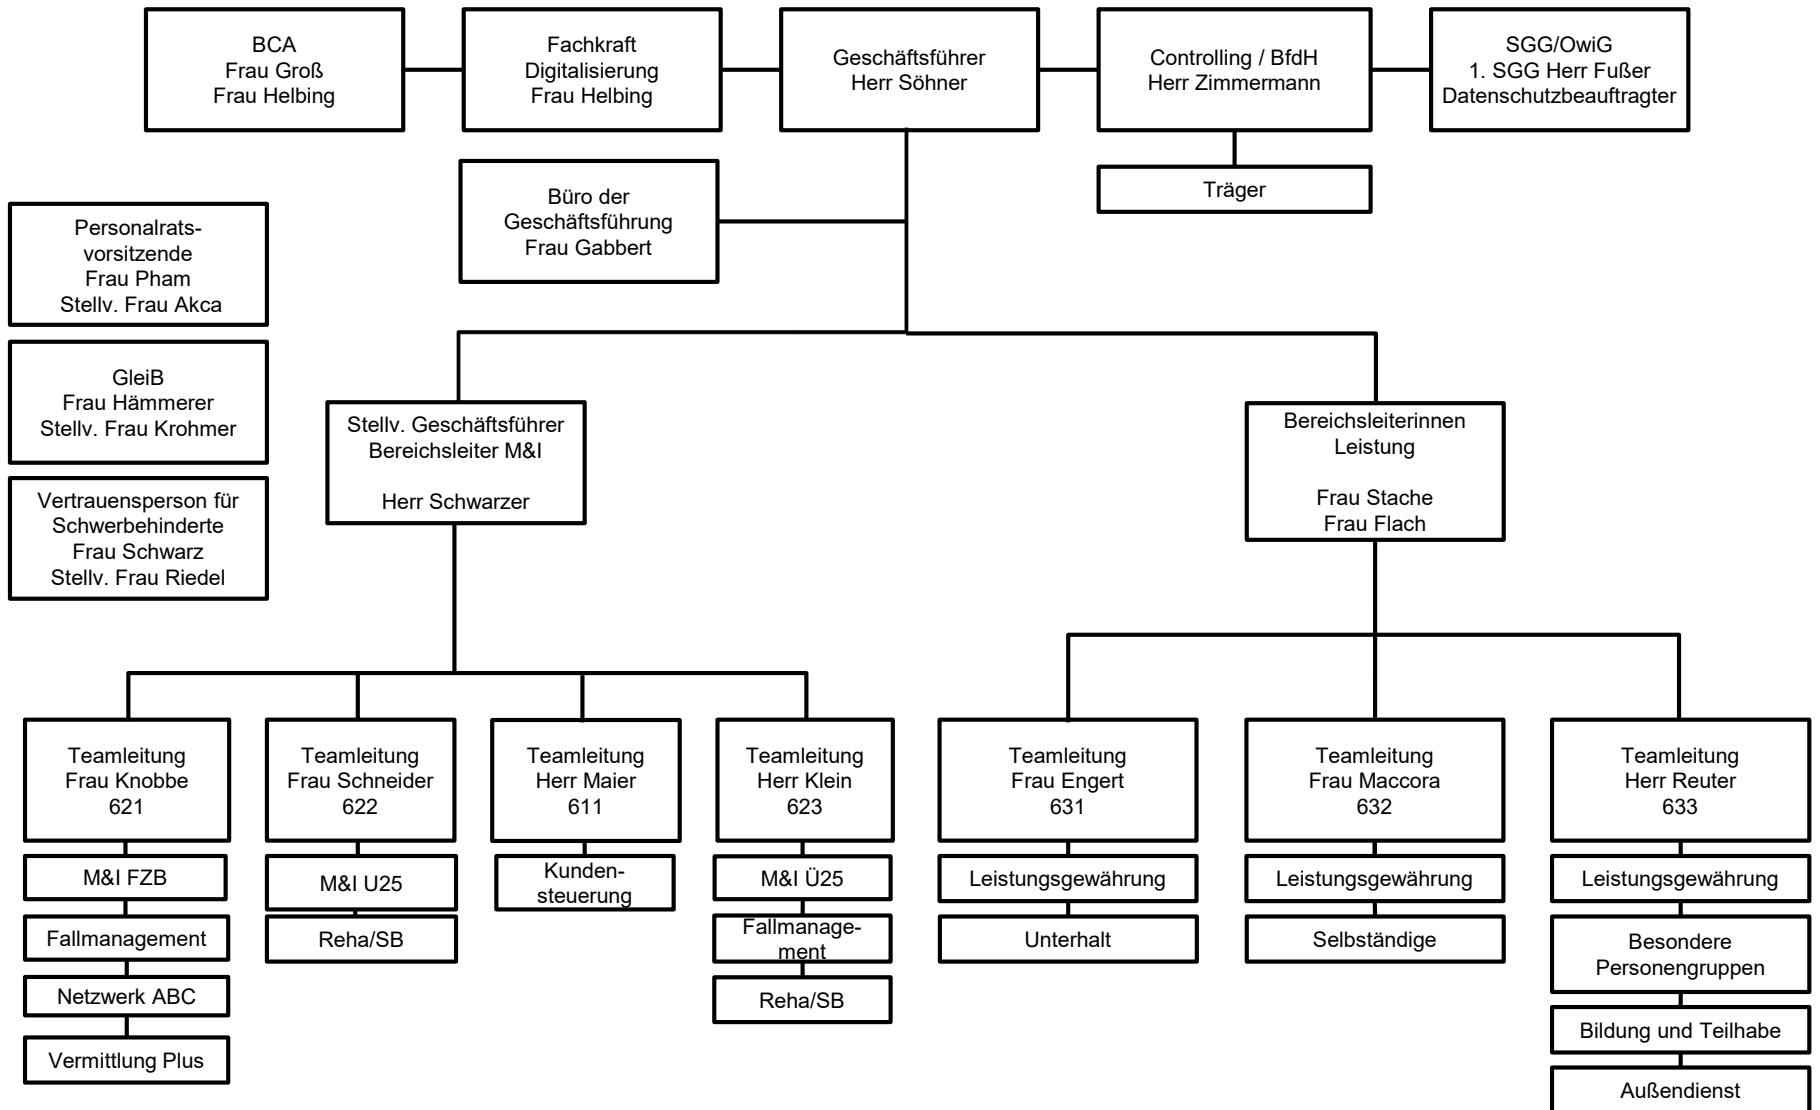 BCA
Frau Groß
Frau Helbing
Fachkraft
Digitalisierung
Frau Helbing
Geschäftsführer
Herr Söhner
Controlling / BfdH
Herr Zimmermann
SGG/OwiG
1. SGG Herr Fußer
Datenschutzbeauftragter
Träger
Büro der
Geschäftsführung
Frau Gabbert
Personalrats-
vorsitzende
Frau Pham
Stellv. Frau Akca
GleiB
Frau Hämmerer
Stellv. Frau Krohmer
Vertrauensperson für
Schwerbehinderte
Frau Schwarz
Stellv. Frau Riedel
Stellv. Geschäftsführer
Bereichsleiter M&I
Herr Schwarzer
Bereichsleiterinnen
Leistung
Frau Stache
Frau Flach
Teamleitung
Frau Knobbe
621
M&I FZB
Fallmanagement
Netzwerk ABC
Vermittlung Plus
Teamleitung
Frau Schneider
622
M&I U25
Reha/SB
Teamleitung
Herr Maier
611
Kunden-
steuerung
Teamleitung
Herr Klein
623
M&I Ü25
Fallmanage-
ment
Reha/SB
Teamleitung
Frau Engert
631
Leistungsgewährung
Unterhalt
Teamleitung
Frau Maccora
632
Leistungsgewährung
Selbständige
Teamleitung
Herr Reuter
633
Leistungsgewährung
Besondere
Personengruppen
Bildung und Teilhabe
Außendienst